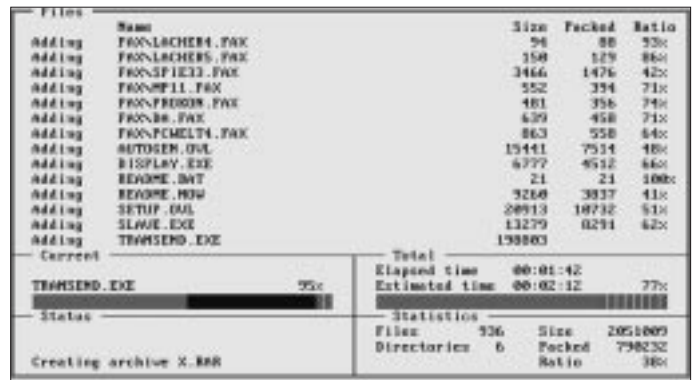 Files
Name Size Packed Ratio
Adding FAX\LACHER4.FAX 94 88 93%
Adding FAX\LACHER5.FAX 150 129 86%
Adding FAX\SPIE33.FAX 3466 1476 42%
Adding FAX\MP11.FAX 552 394 71%
Adding FAX\PROXON.FAX 481 356 74%
Adding FAX\BA.FAX 639 458 71%
Adding FAX\PCWELT4.FAX 863 558 64%
Adding AUTOGEM.OVL 15441 7514 48%
Adding DISPLAY.EXE 6777 4512 66%
Adding README.DAT 21 21 100%
Adding README.NOW 9260 3837 41%
Adding SETUP.OVL 20913 10732 51%
Adding SLAVE.EXE 13279 8291 62%
Adding TRANSEND.EXE 198803
Current Total
Elapsed time 00:01:42
TRANSEND.EXE 95% Estimated time 00:02:12 77%
Status Statistics
Files 936 Size 2051009
Directories 6 Packed 790232
Creating archive X.BAR Ratio 38%